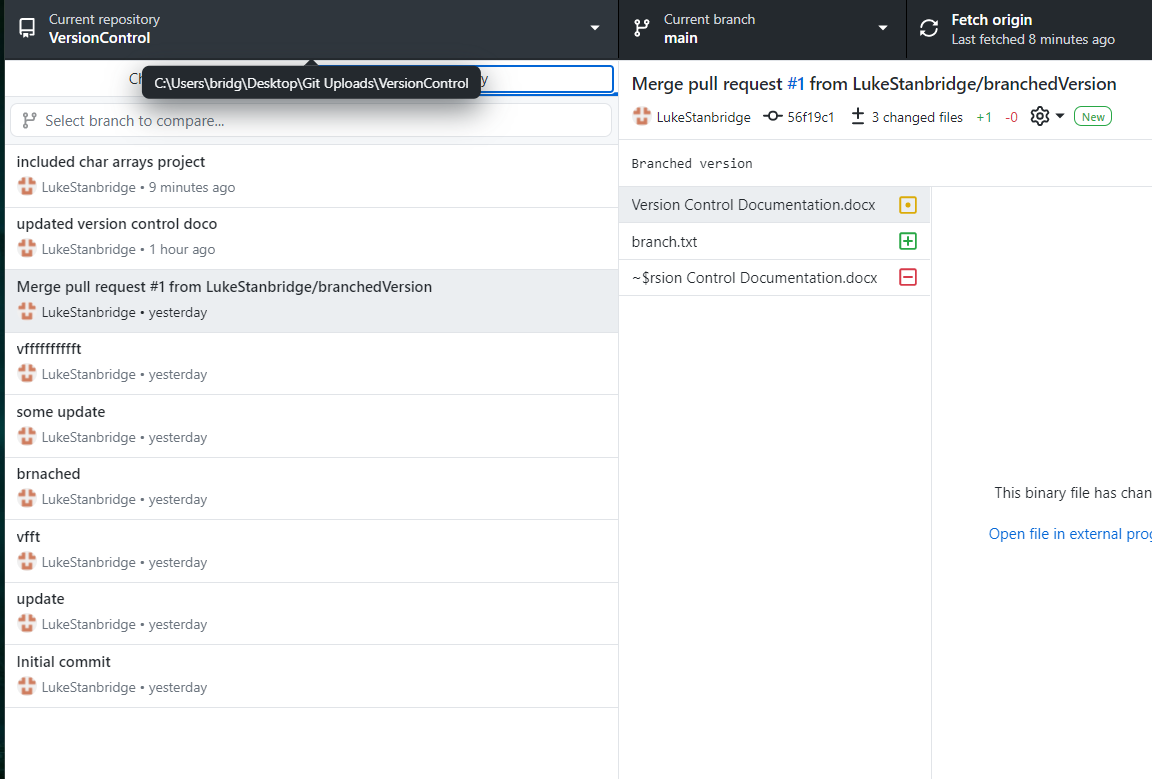 Current repository
VersionControl
Current branch
main
Fetch origin
Last fetched 8 minutes ago
C:\Users\bridg\Desktop\Git Uploads\VersionControl
Select branch to compare...
included char arrays project
LukeStanbridge • 9 minutes ago
updated version control doco
LukeStanbridge • 1 hour ago
Merge pull request #1 from LukeStanbridge/branchedVersion
LukeStanbridge • yesterday
vffffffffffft
LukeStanbridge • yesterday
some update
LukeStanbridge • yesterday
brnached
LukeStanbridge • yesterday
vfft
LukeStanbridge • yesterday
update
LukeStanbridge • yesterday
Initial commit
LukeStanbridge • yesterday
Merge pull request #1 from LukeStanbridge/branchedVersion
LukeStanbridge 56f19c1 ± 3 changed files +1 -0 New
Branched version
Version Control Documentation.docx
branch.txt
~$rsion Control Documentation.docx
This binary file has chan
Open file in external prog